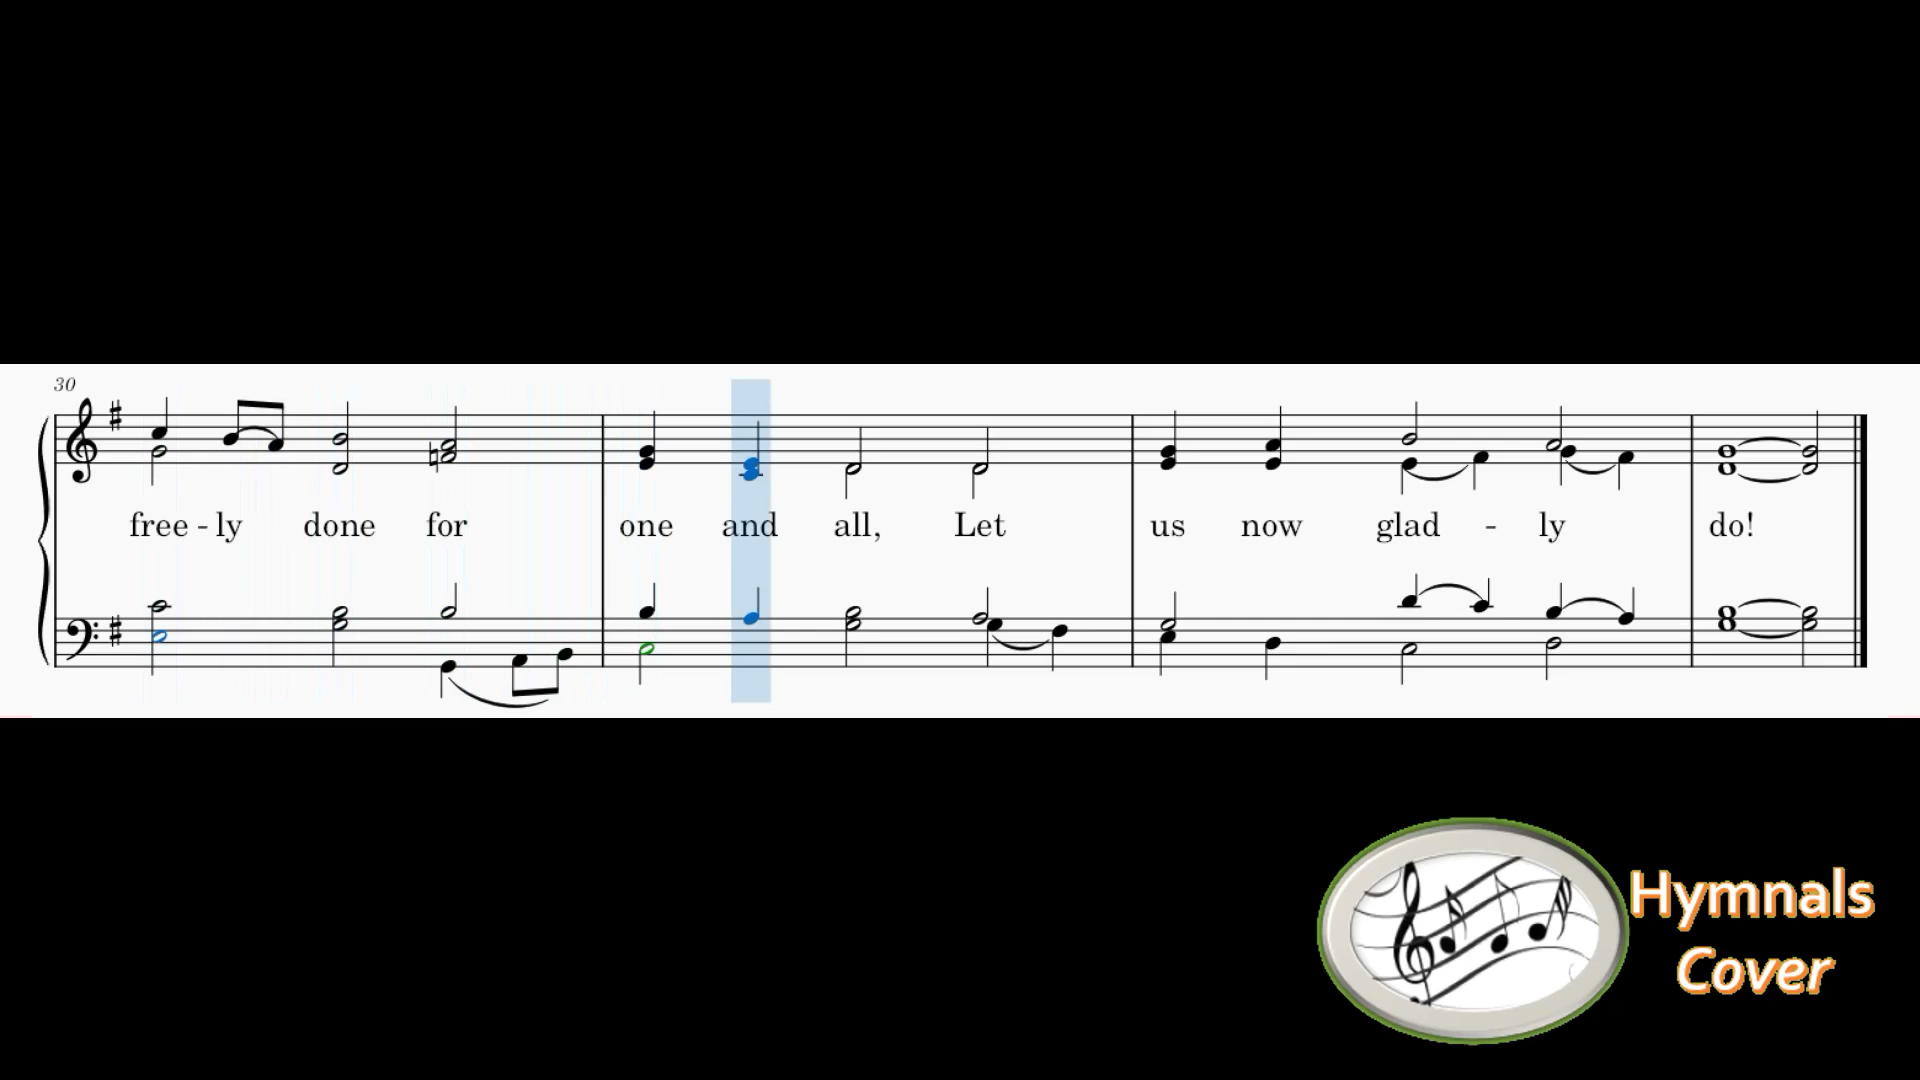 30
free - ly done for one and all, Let us now glad - ly do!
Hymnals
Cover